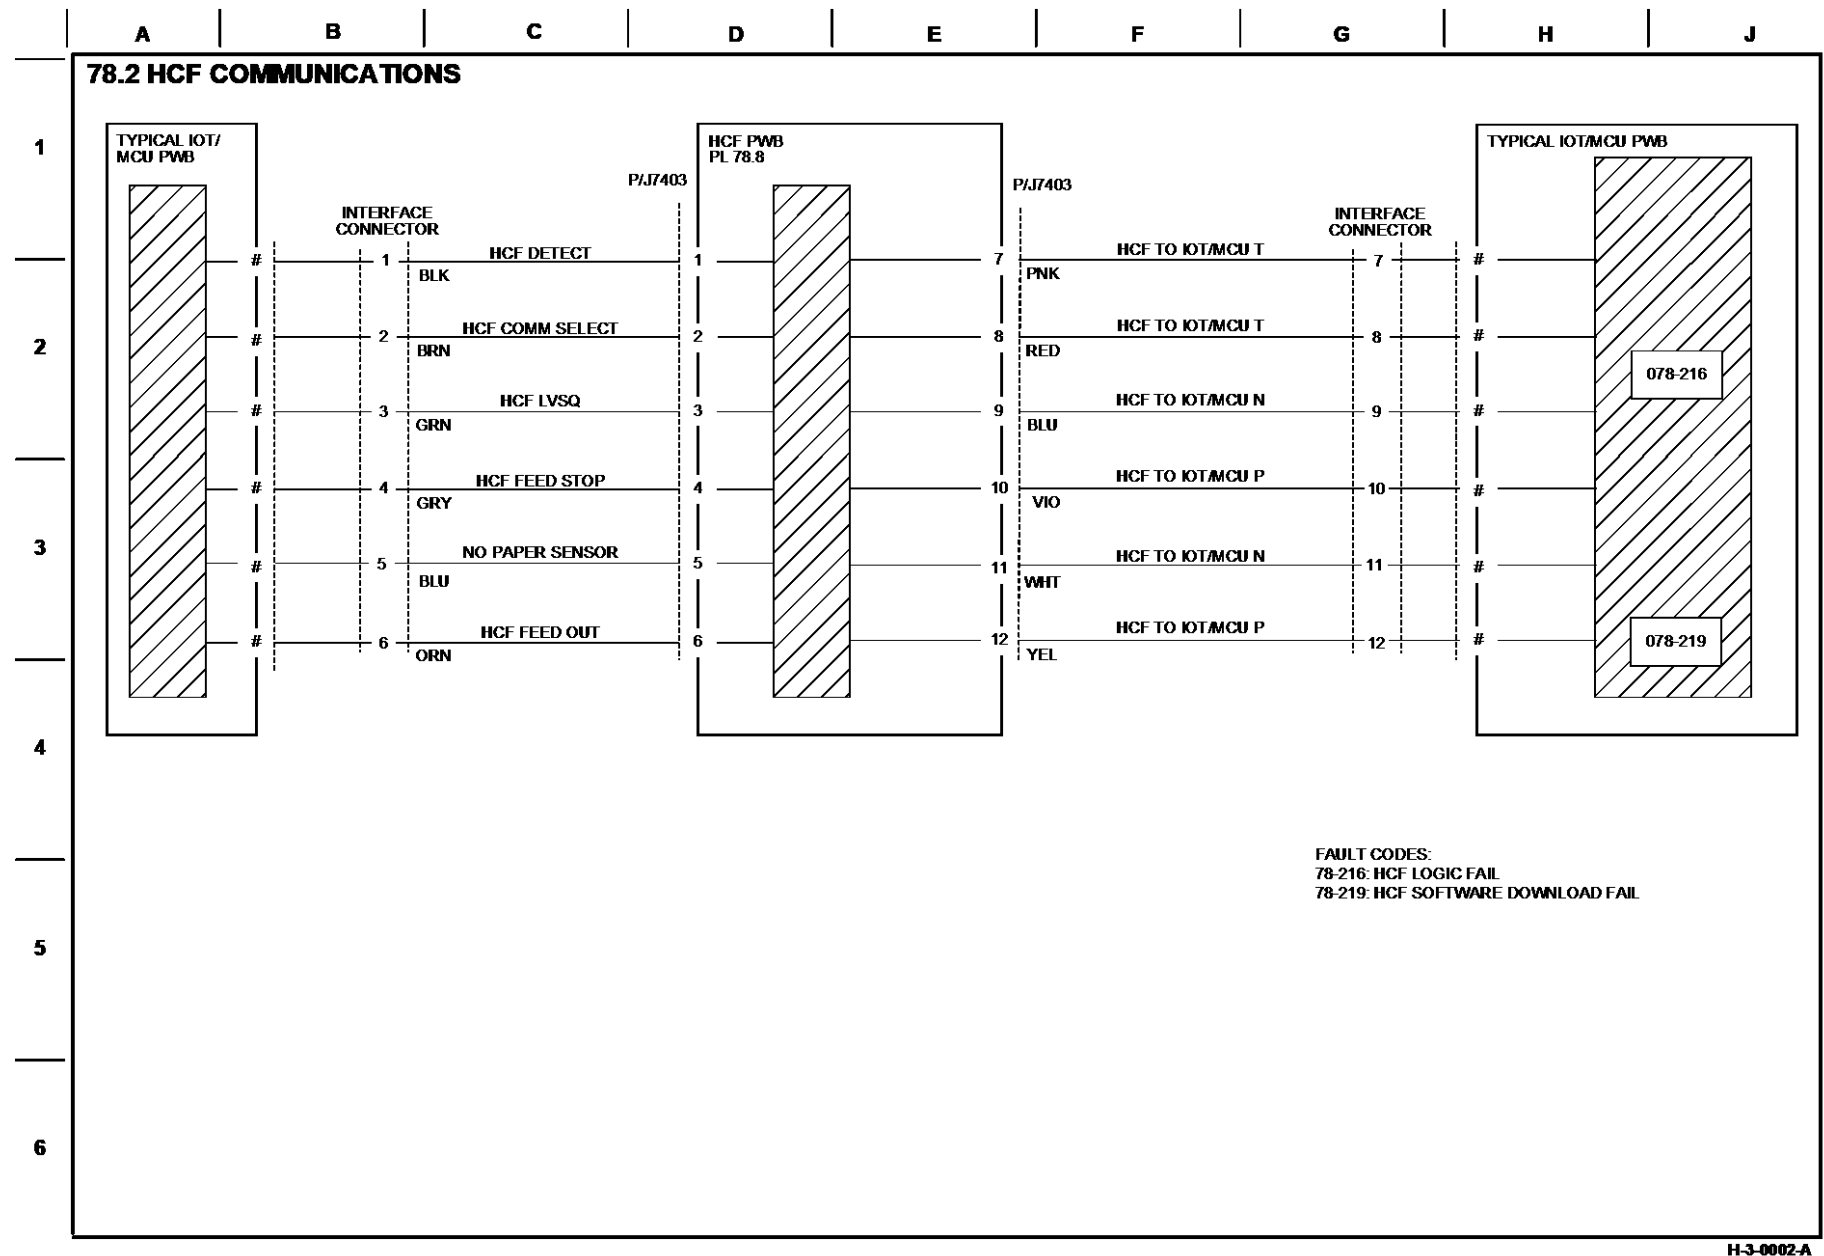 A B C D E F G H J
78.2 HCF COMMUNICATIONS
1
TYPICAL IOT/
MCU PWB
HCF PWB
PL 78.8
TYPICAL IOT/MCU PWB
P/J7403
P/J7403
INTERFACE
CONNECTOR
INTERFACE
CONNECTOR
# 1 HCF DETECT 1 7 HCF TO IOT/MCU T 7 #
BLK PNK
2
# 2 HCF COMM SELECT 2 8 HCF TO IOT/MCU T 8 #
BRN RED
078-216
# 3 HCF LVSQ 3 9 HCF TO IOT/MCU N 9 #
GRN BLU
# 4 HCF FEED STOP 4 10 HCF TO IOT/MCU P 10 #
GRY VIO
3
# 5 NO PAPER SENSOR 5 11 HCF TO IOT/MCU N 11 #
BLU WHT
# 6 HCF FEED OUT 6 12 HCF TO IOT/MCU P 12 #
078-219
ORN YEL
4
FAULT CODES:
78-216: HCF LOGIC FAIL
78-219: HCF SOFTWARE DOWNLOAD FAIL
5
6
H-3-0002-A